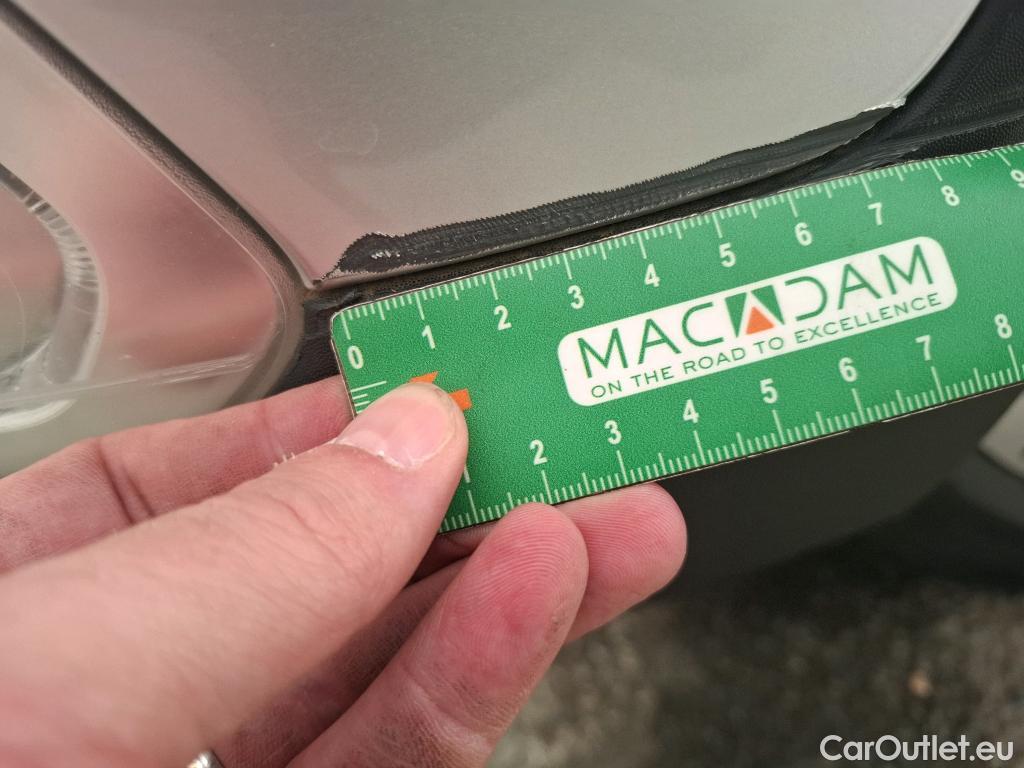 0 1 2 3 4 5 6 7 8 9
MACADAM
ON THE ROAD TO EXCELLENCE
2 3 4 5 6 7 8
CarOutlet.eu